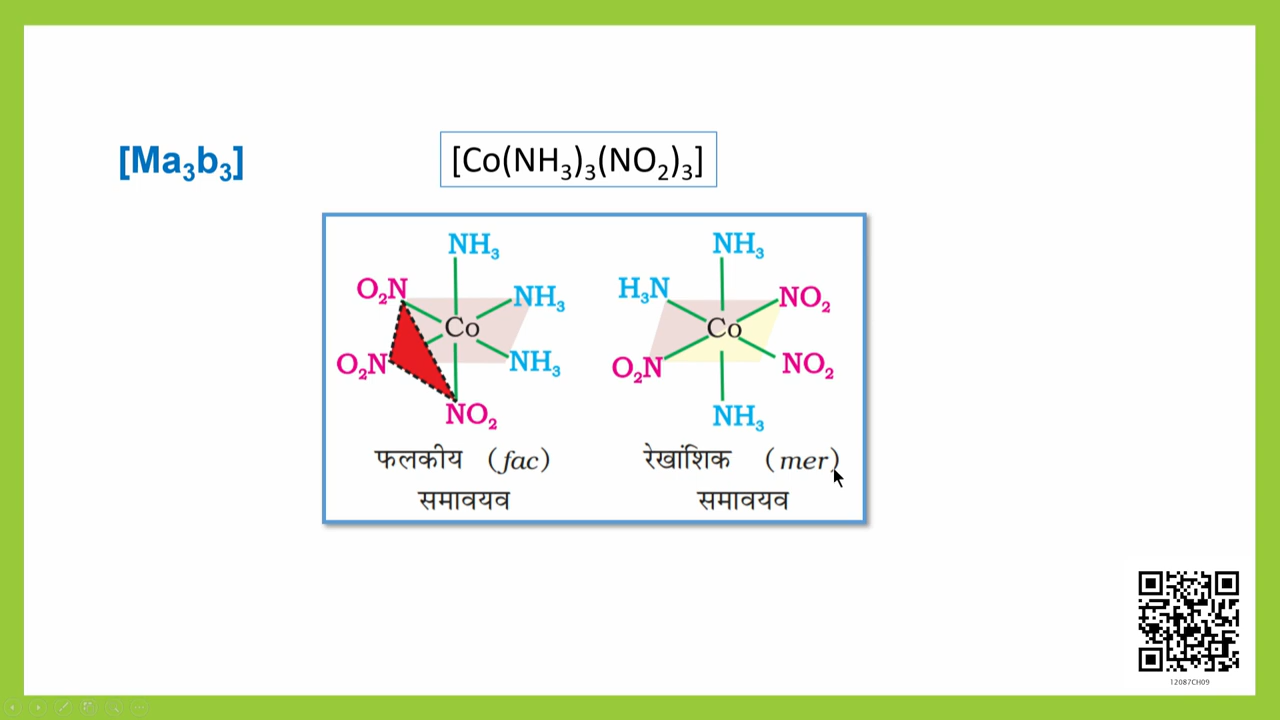 [Ma₃b₃]
[Co(NH₃)₃(NO₂)₃]
NH₃
O₂N
NH₃
Co
O₂N
NH₃
NO₂
फलकीय (fac)
समावयव
NH₃
H₃N
NO₂
Co
O₂N
NO₂
NH₃
रेखांशिक (mer)
समावयव
12087CH09